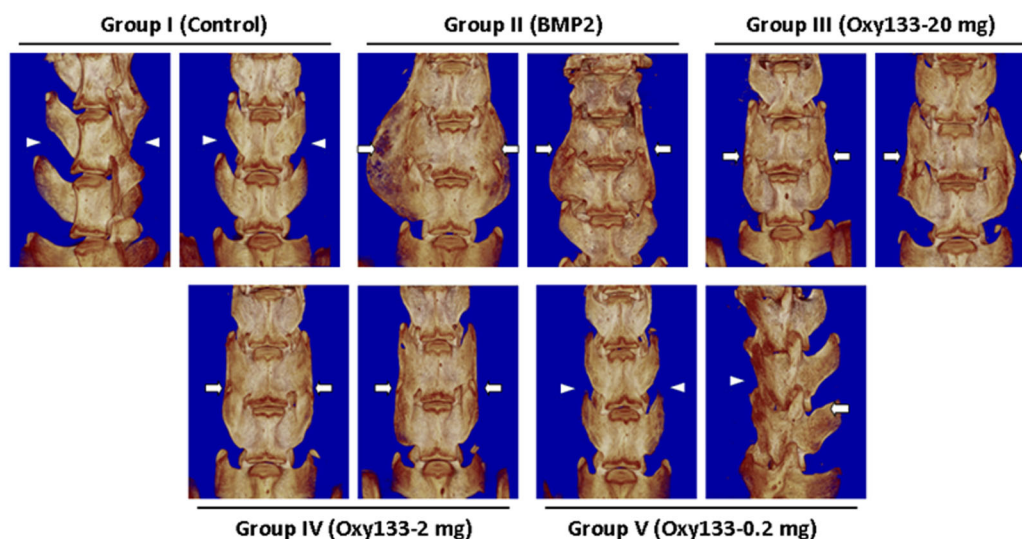 Group I (Control)
Group II (BMP2)
Group III (Oxy133-20 mg)
Group IV (Oxy133-2 mg)
Group V (Oxy133-0.2 mg)